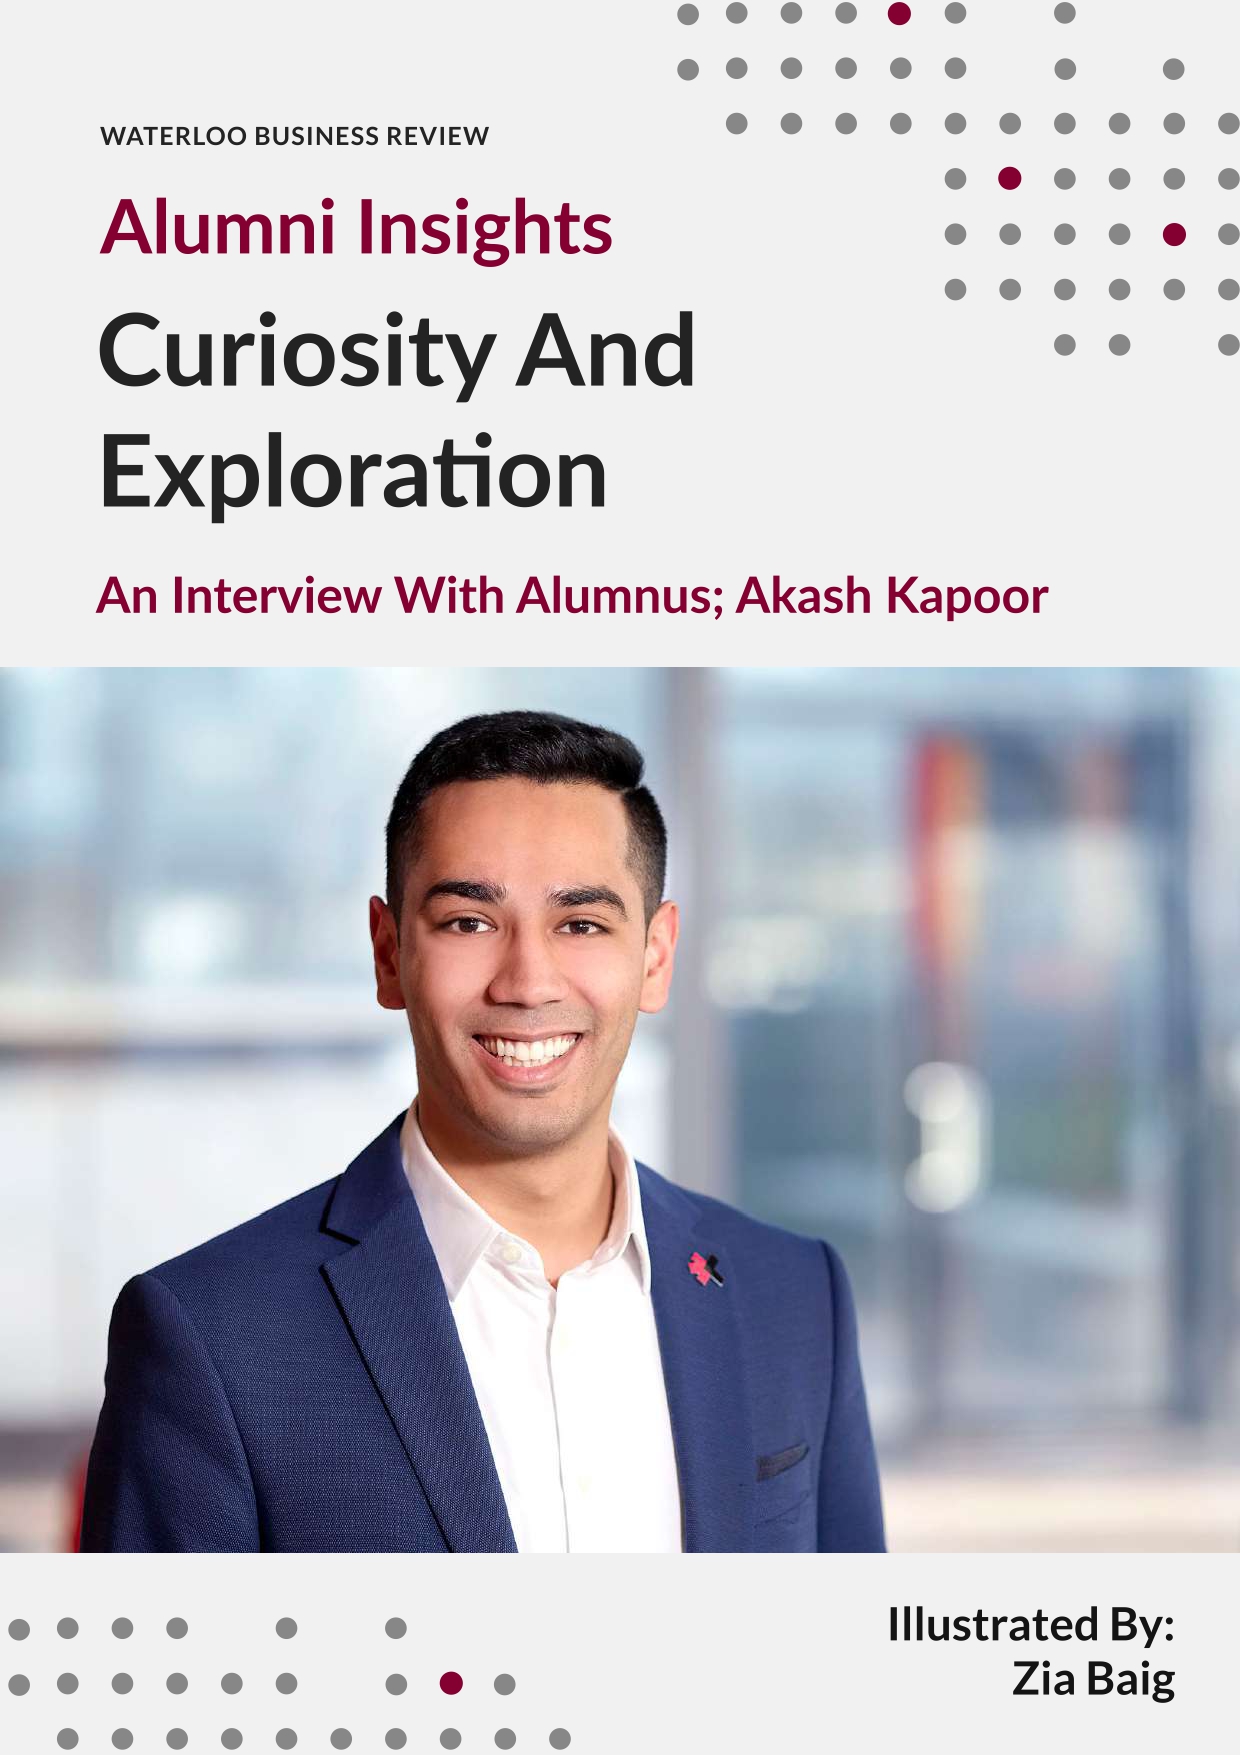 WATERLOO BUSINESS REVIEW
Alumni Insights
Curiosity And
Exploration
An Interview With Alumnus; Akash Kapoor
Illustrated By:
Zia Baig